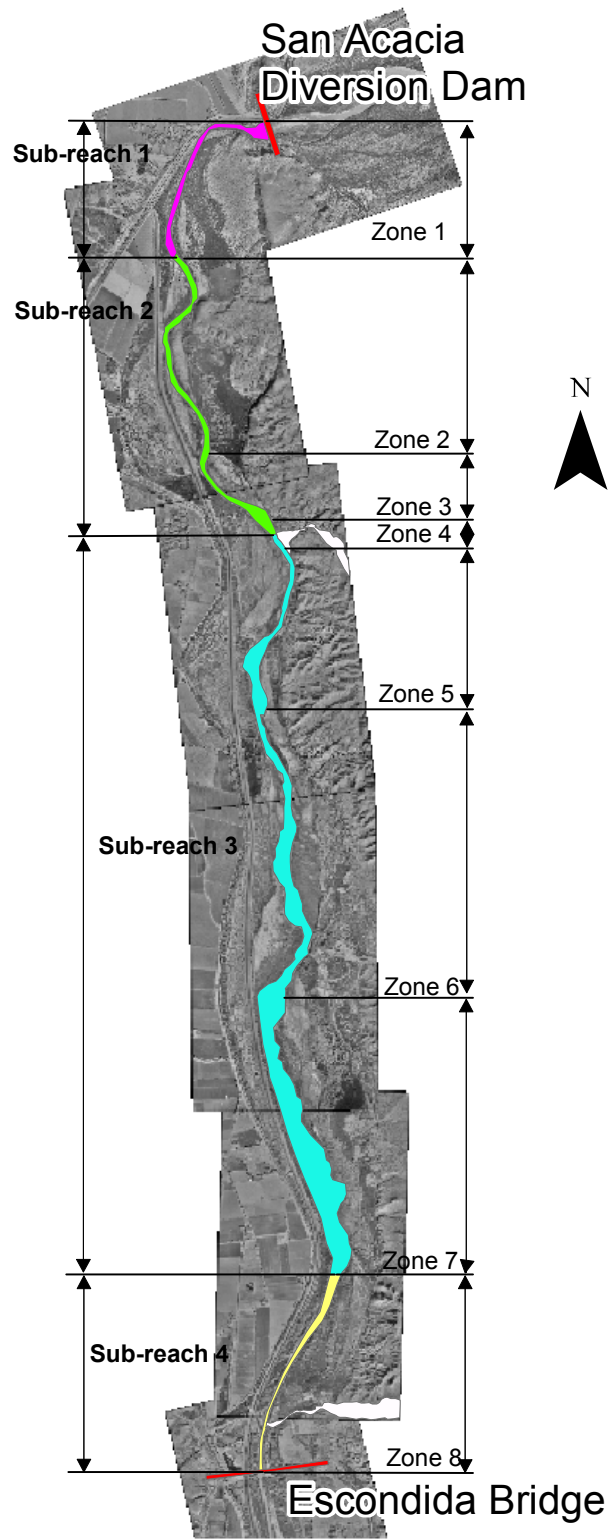 San Acacia
Diversion Dam
Sub-reach 1
Zone 1
Sub-reach 2
N
Zone 2
Zone 3
Zone 4
Zone 5
Sub-reach 3
Zone 6
Zone 7
Sub-reach 4
Zone 8
Escondida Bridge